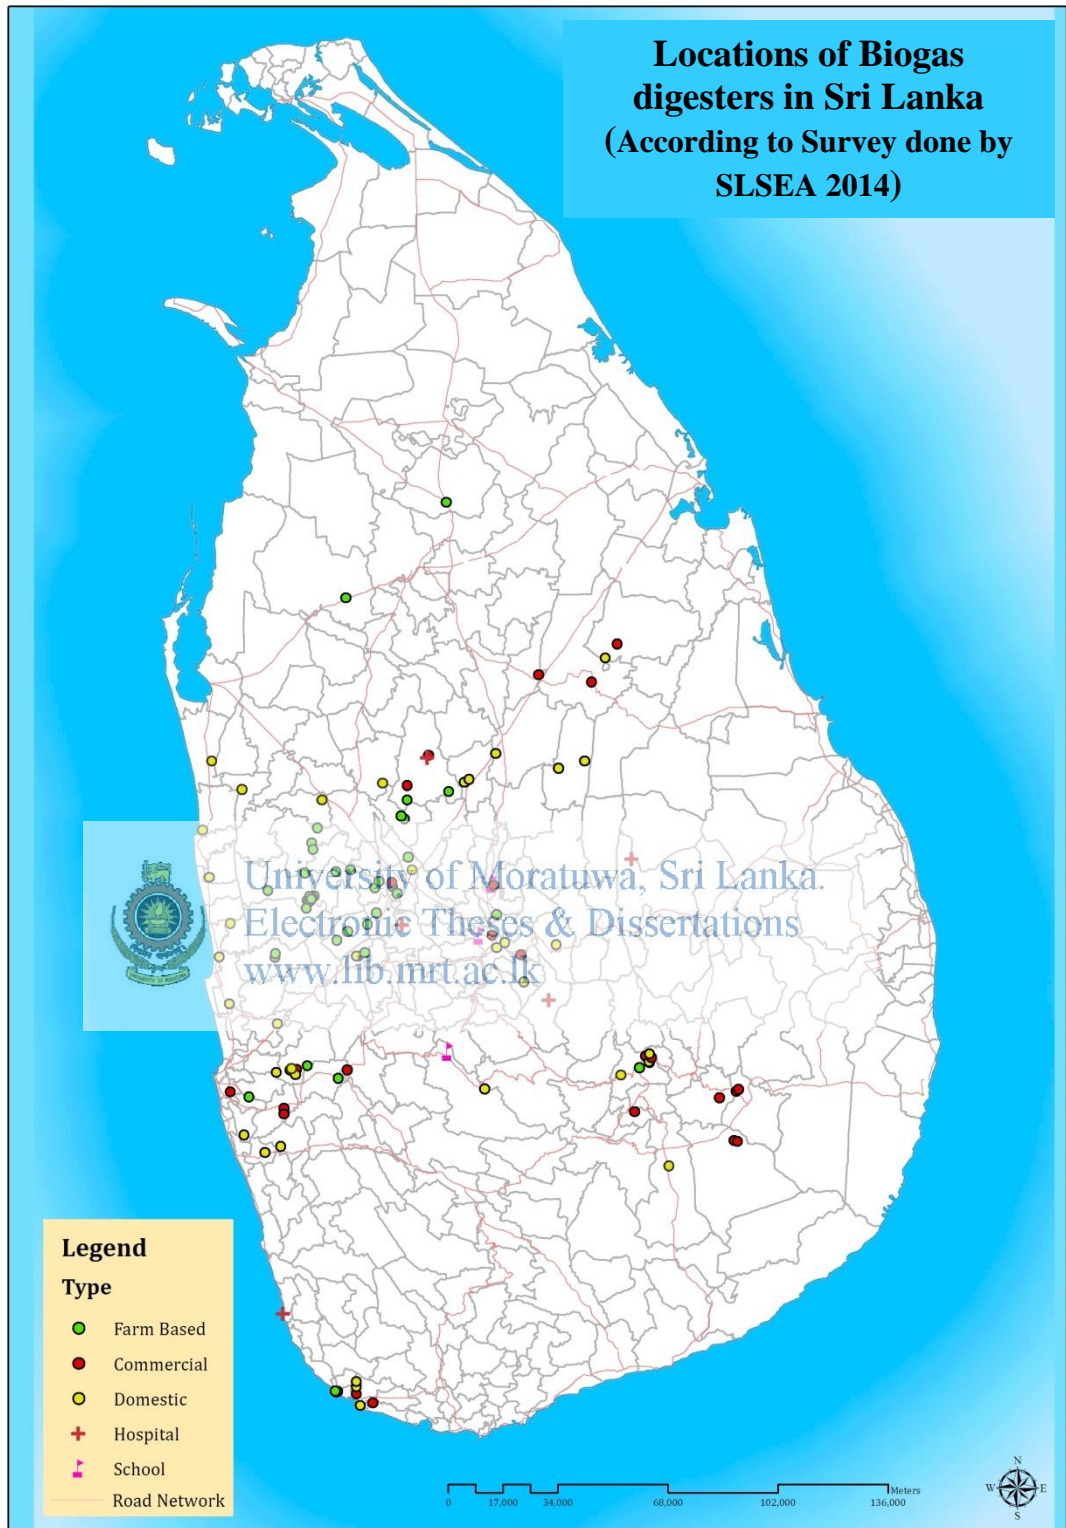 Locations of Biogas
digesters in Sri Lanka
(According to Survey done by
SLSEA 2014)
University of Moratuwa, Sri Lanka.
Electronic Theses & Dissertations
www.lib.mrt.ac.lk
Legend
Type
Farm Based
Commercial
Domestic
Hospital
School
Road Network
Meters
0 17,000 34,000 68,000 102,000 136,000
N
W E
S